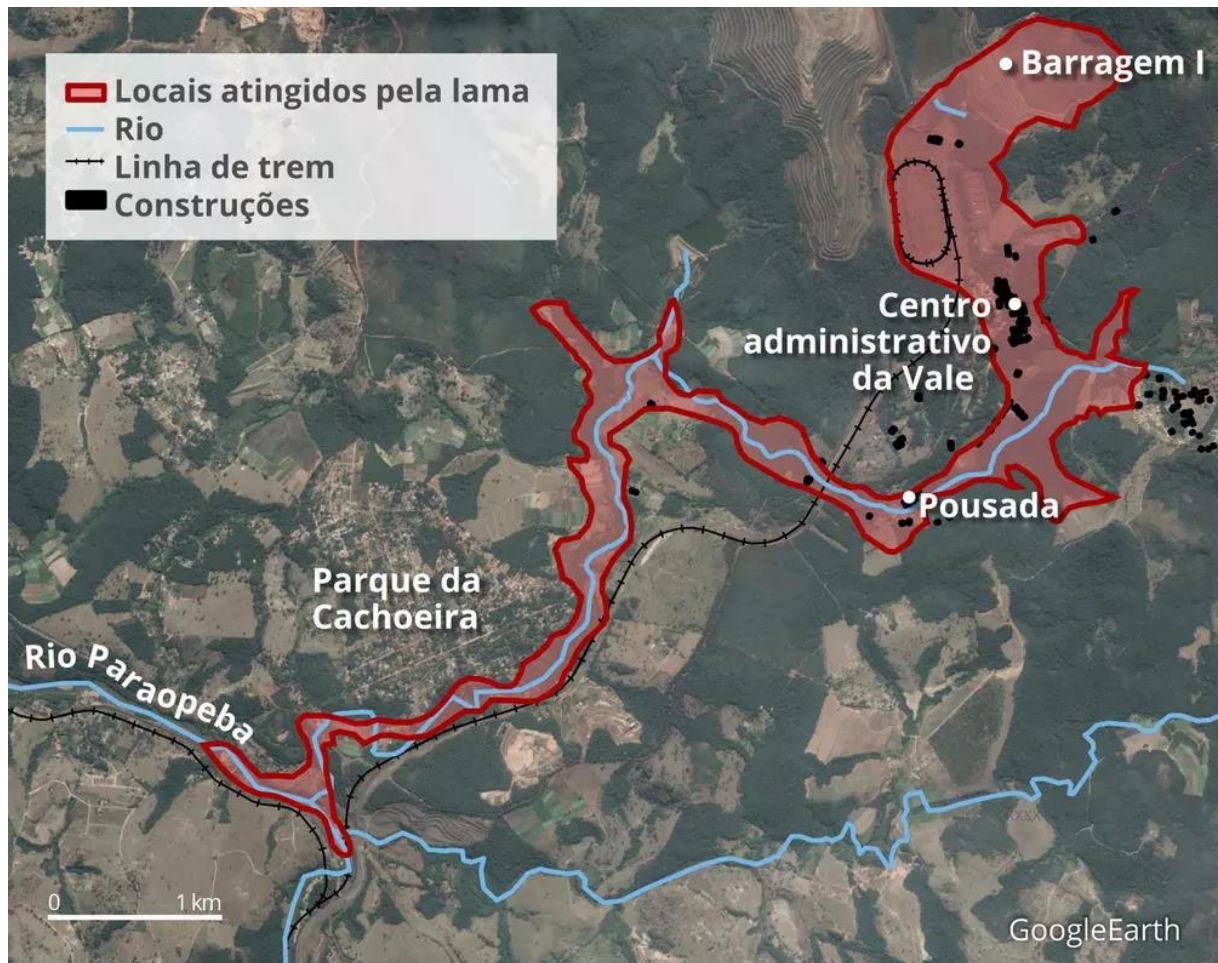 Locais atingidos pela lama
Rio
Linha de trem
Construções
Barragem I
Centro
administrativo
da Vale
Pousada
Parque da
Cachoeira
Rio Paraopeba
0 1 km
GoogleEarth